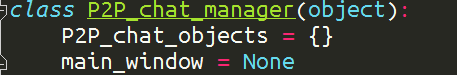 class P2P_chat_manager(object):
    P2P_chat_objects = {}
    main_window = None